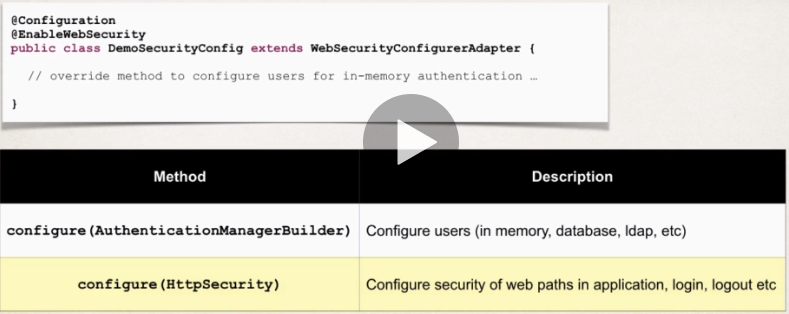 @Configuration
@EnableWebSecurity
public class DemoSecurityConfig extends WebSecurityConfigurerAdapter {
// override method to configure users for in-memory authentication …
}
Method Description
configure(AuthenticationManagerBuilder) Configure users (in memory, database, ldap, etc)
configure(HttpSecurity) Configure security of web paths in application, login, logout etc